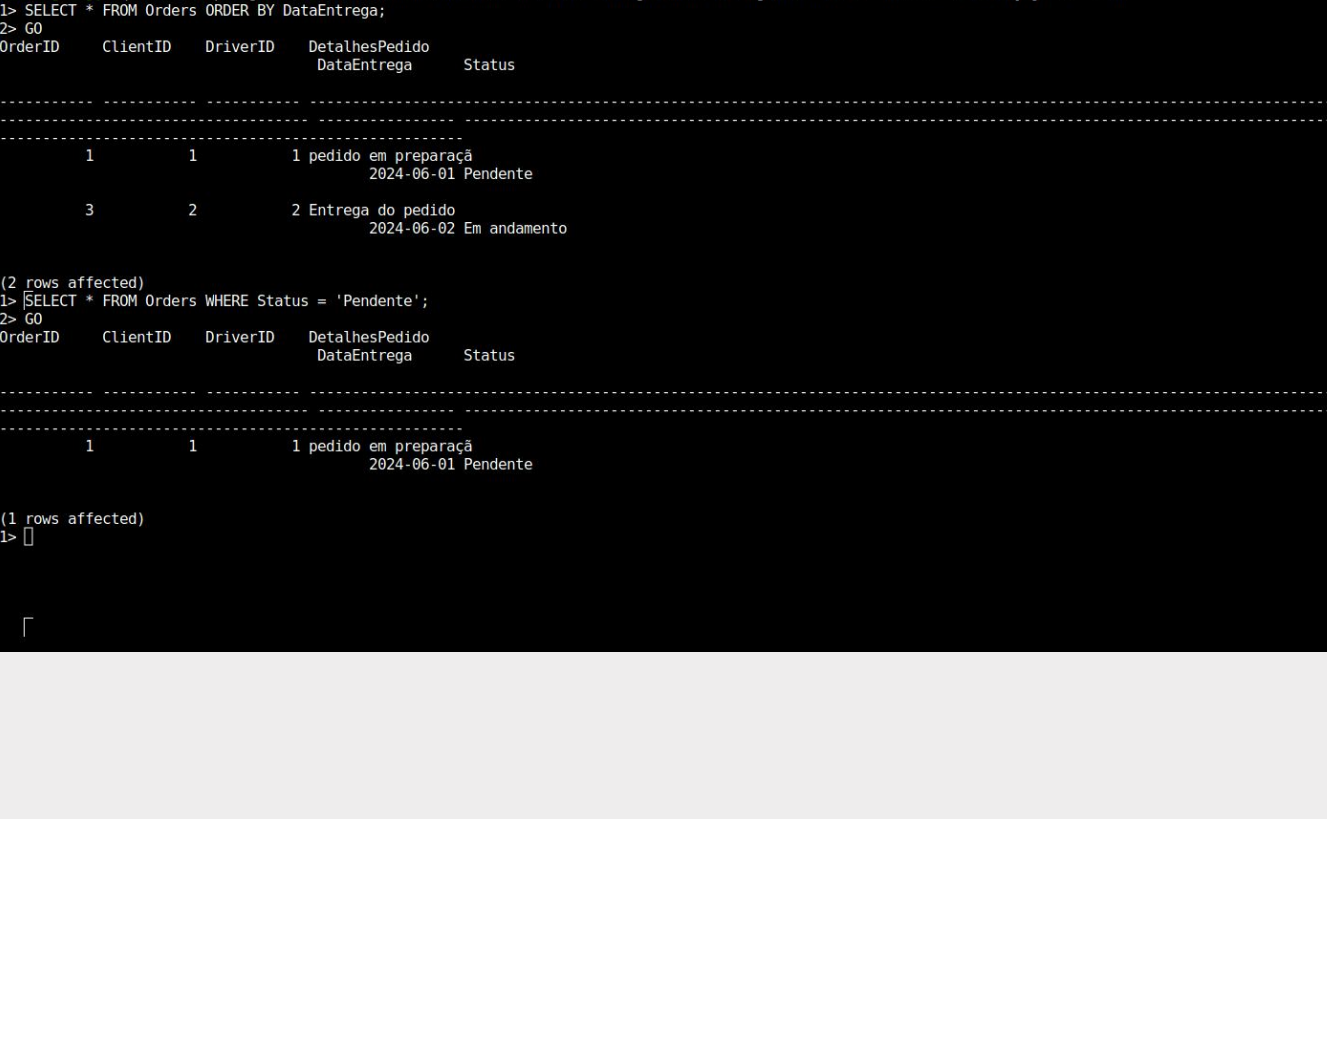 1> SELECT * FROM Orders ORDER BY DataEntrega;
2> GO
OrderID     ClientID    DriverID    DetalhesPedido
DataEntrega      Status
----------- ----------- ----------- ----------------------------------------------------------------------------------------------------------------------
------------------------------------ ---------------- ----------------------------------------------------------------------------------------------------
------------------------------------------------------
1           1           1 pedido em preparaçã
2024-06-01 Pendente
3           2           2 Entrega do pedido
2024-06-02 Em andamento
(2 rows affected)
1> SELECT * FROM Orders WHERE Status = 'Pendente';
2> GO
OrderID     ClientID    DriverID    DetalhesPedido
DataEntrega      Status
----------- ----------- ----------- ----------------------------------------------------------------------------------------------------------------------
------------------------------------ ---------------- ----------------------------------------------------------------------------------------------------
------------------------------------------------------
1           1           1 pedido em preparaçã
2024-06-01 Pendente
(1 rows affected)
1>